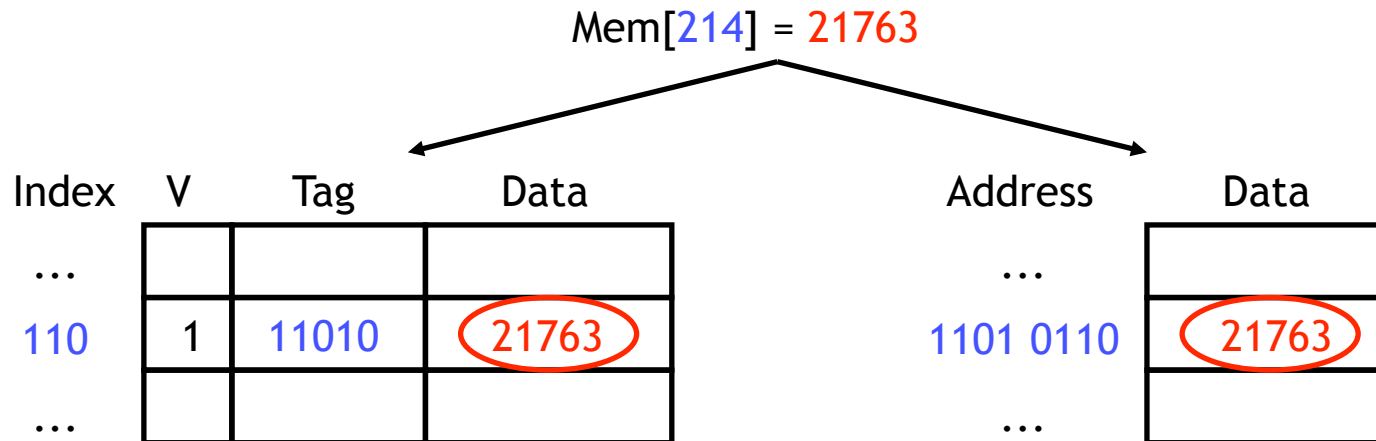 Mem[214] = 21763
Index V Tag Data Address Data
... ...
110 1 11010 21763 1101 0110 21763
... ...